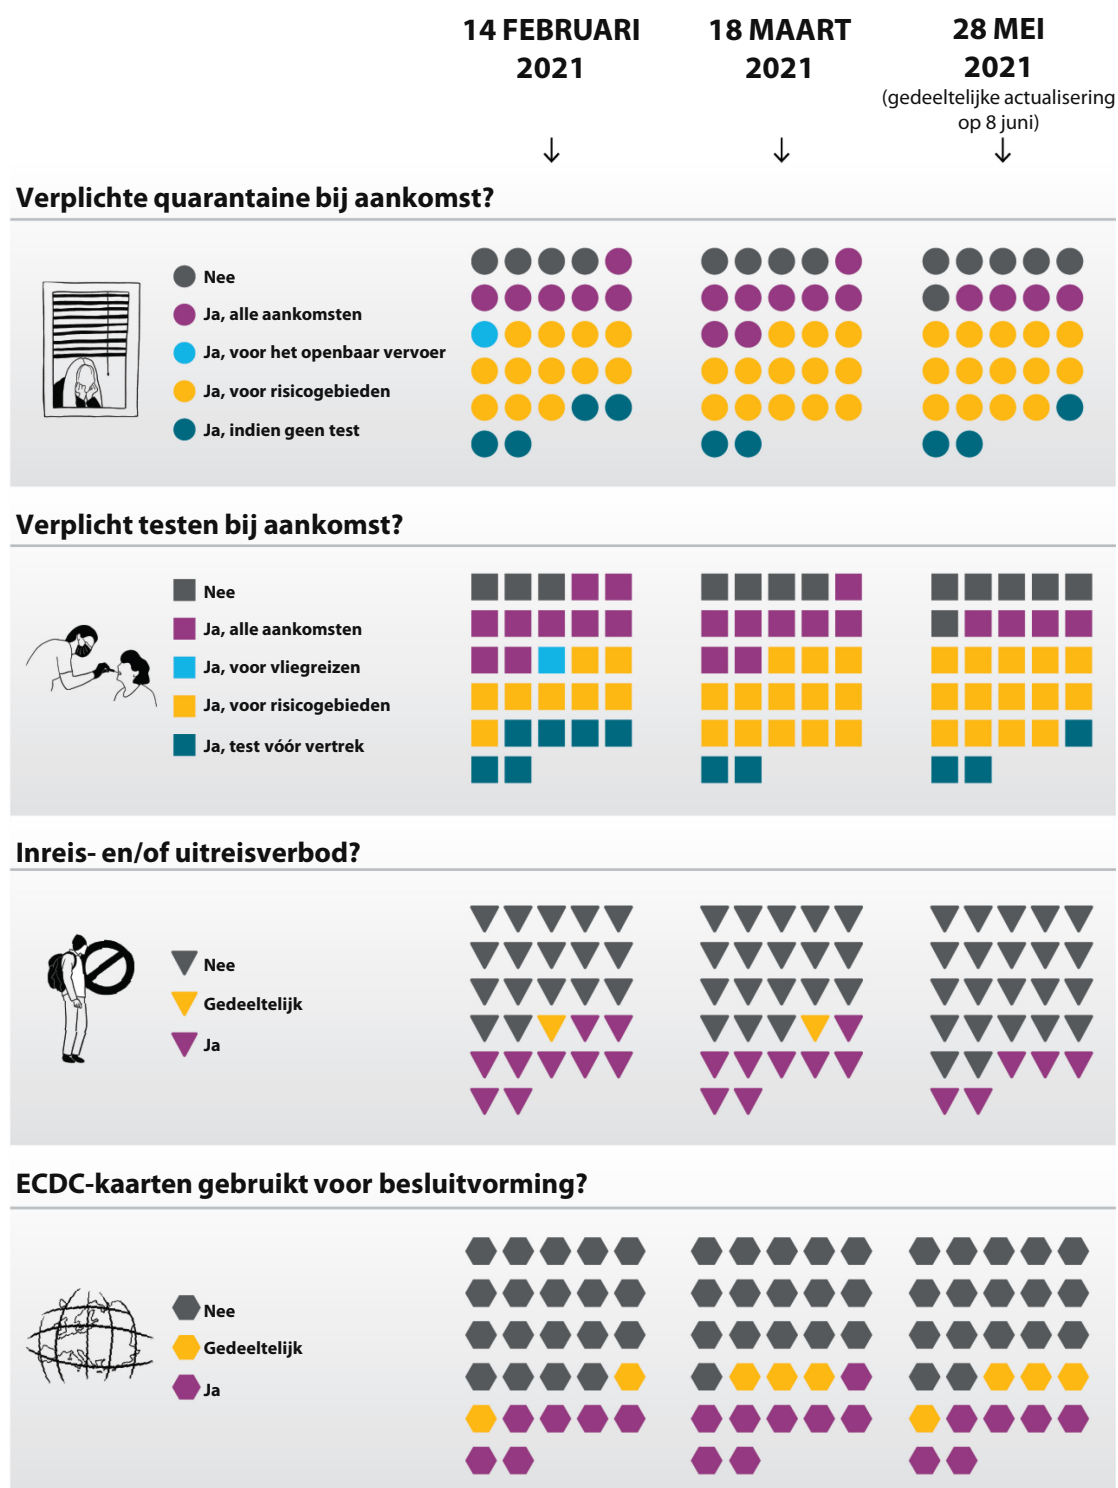 14 FEBRUARI
2021
18 MAART
2021
28 MEI
2021
(gedeeltelijke actualisering
op 8 juni)
Verplichte quarantaine bij aankomst?
Nee
Ja, alle aankomsten
Ja, voor het openbaar vervoer
Ja, voor risicogebieden
Ja, indien geen test
Verplicht testen bij aankomst?
Nee
Ja, alle aankomsten
Ja, voor vliegreizen
Ja, voor risicogebieden
Ja, test vóór vertrek
Inreis- en/of uitreisverbod?
Nee
Gedeeltelijk
Ja
ECDC-kaarten gebruikt voor besluitvorming?
Nee
Gedeeltelijk
Ja